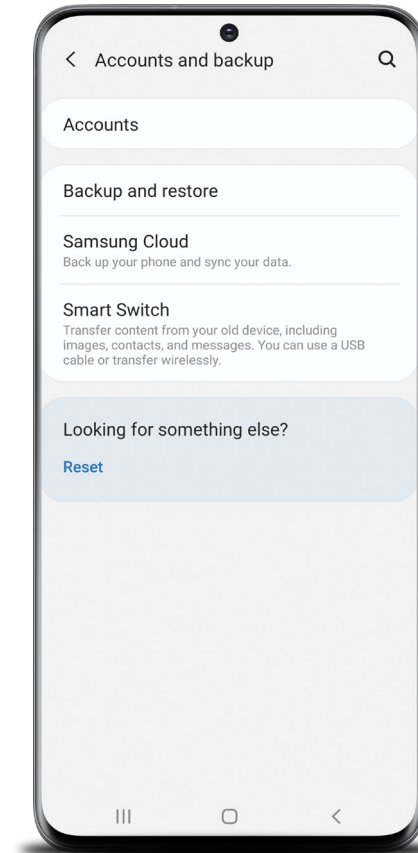 Accounts and backup
Accounts
Backup and restore
Samsung Cloud
Back up your phone and sync your data.
Smart Switch
Transfer content from your old device, including
images, contacts, and messages. You can use a USB
cable or transfer wirelessly.
Looking for something else?
Reset